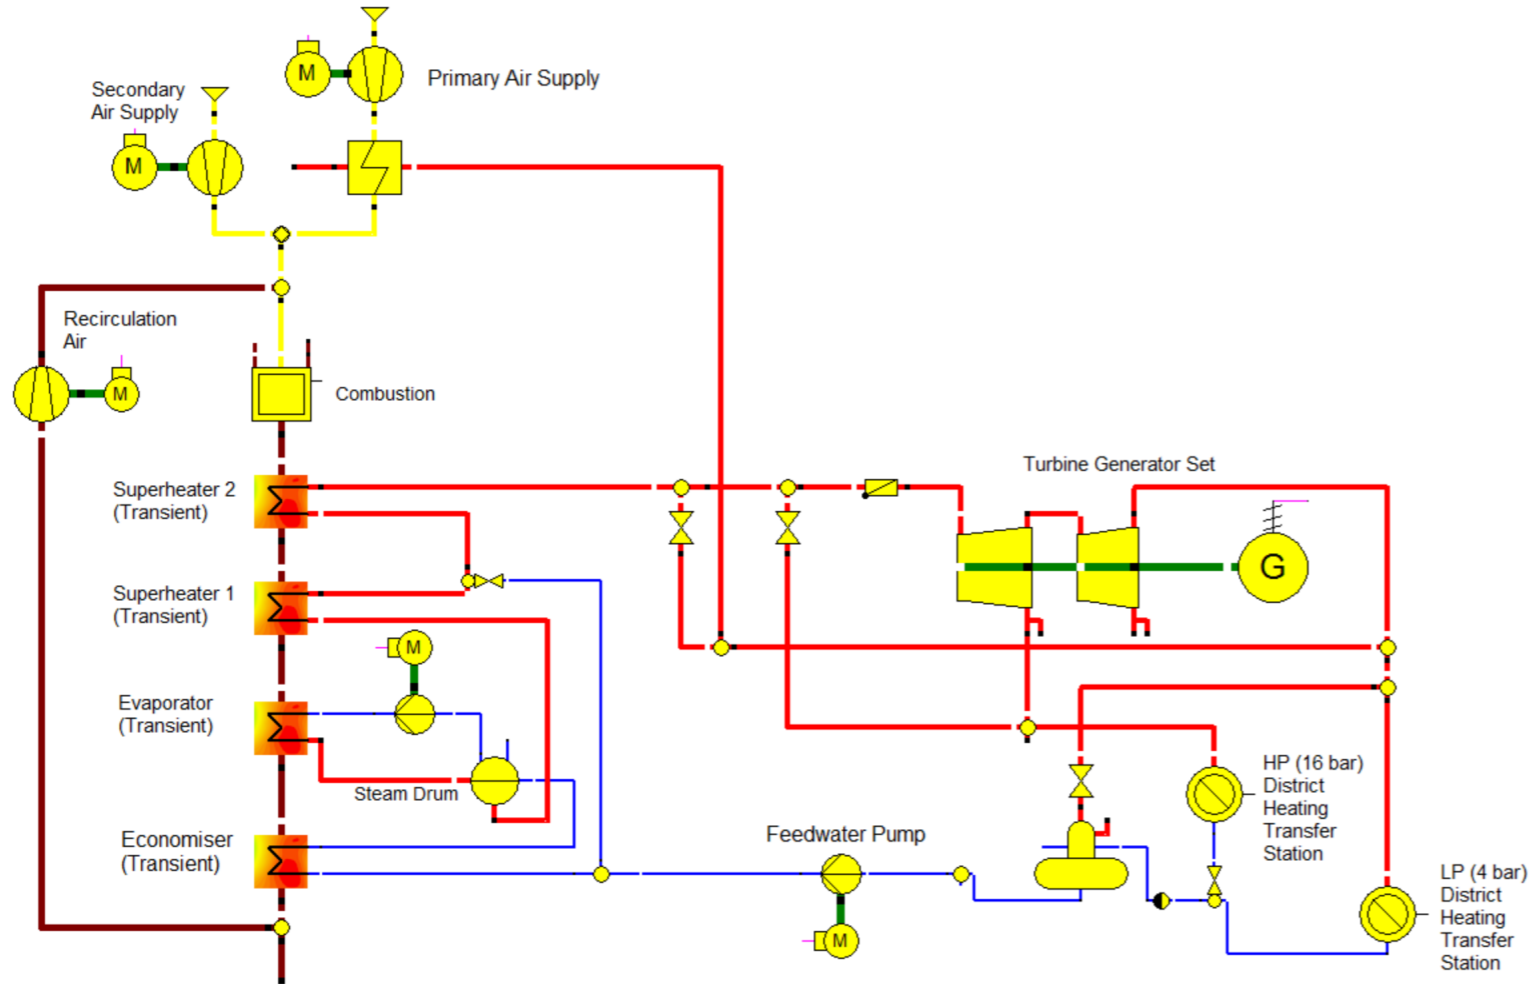 M
Primary Air Supply
Secondary
Air Supply
M
Recirculation
Air
M
Combustion
Turbine Generator Set
Superheater 2
(Transient)
G
Superheater 1
(Transient)
M
Evaporator
(Transient)
Steam Drum
HP (16 bar)
District
Heating
Transfer
Station
Economiser
(Transient)
Feedwater Pump
M
LP (4 bar)
District
Heating
Transfer
Station